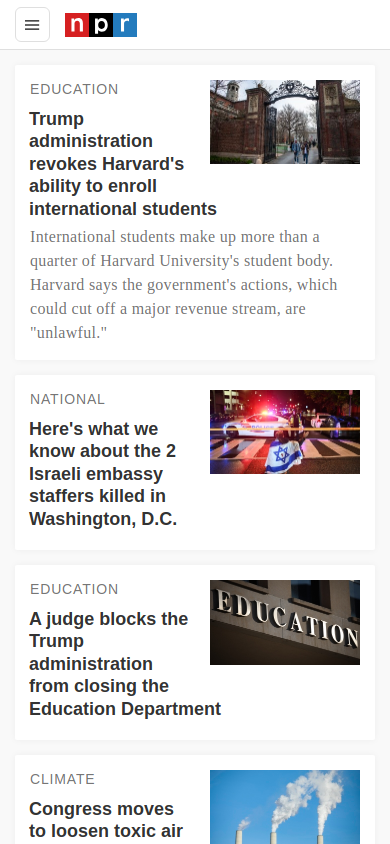 npr
EDUCATION
Trump
administration
revokes Harvard's
ability to enroll
international students
International students make up more than a
quarter of Harvard University's student body.
Harvard says the government's actions, which
could cut off a major revenue stream, are
"unlawful."
NATIONAL
Here's what we
know about the 2
Israeli embassy
staffers killed in
Washington, D.C.
EDUCATION
A judge blocks the
Trump
administration
from closing the
Education Department
EDUCATION
CLIMATE
Congress moves
to loosen toxic air